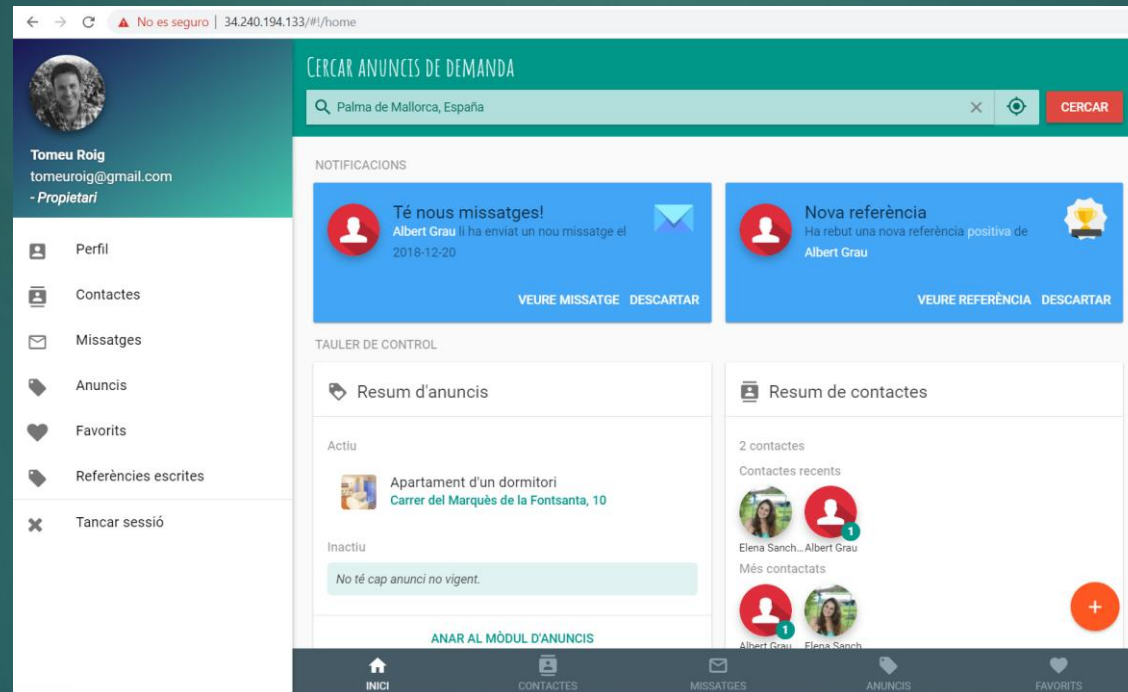 No es seguro | 34.240.194.133/#!/home
Tomeu Roig
tomeuroig@gmail.com
- Propietari
Perfil
Contactes
Missatges
Anuncis
Favorits
Referències escrites
Tancar sessió
Cercar anuncis de demanda
Palma de Mallorca, España
CERCAR
NOTIFICACIONS
Té nous missatges!
Albert Grau li ha enviat un nou missatge el
2018-12-20
VEURE MISSATGE DESCARTAR
Nova referència
Ha rebut una nova referència positiva de
Albert Grau
VEURE REFERÈNCIA DESCARTAR
TAULER DE CONTROL
Resum d'anuncis
Actiu
Apartament d'un dormitori
Carrer del Marquès de la Fontsanta, 10
Inactiu
No té cap anunci no vigent.
ANAR AL MÒDUL D'ANUNCIS
Resum de contactes
2 contactes
Contactes recents
1
Elena Sanch... Albert Grau
Més contactats
1
Albert Grau Elena Sanch
INICI
CONTACTES
MISSATGES
ANUNCIS
FAVORITS